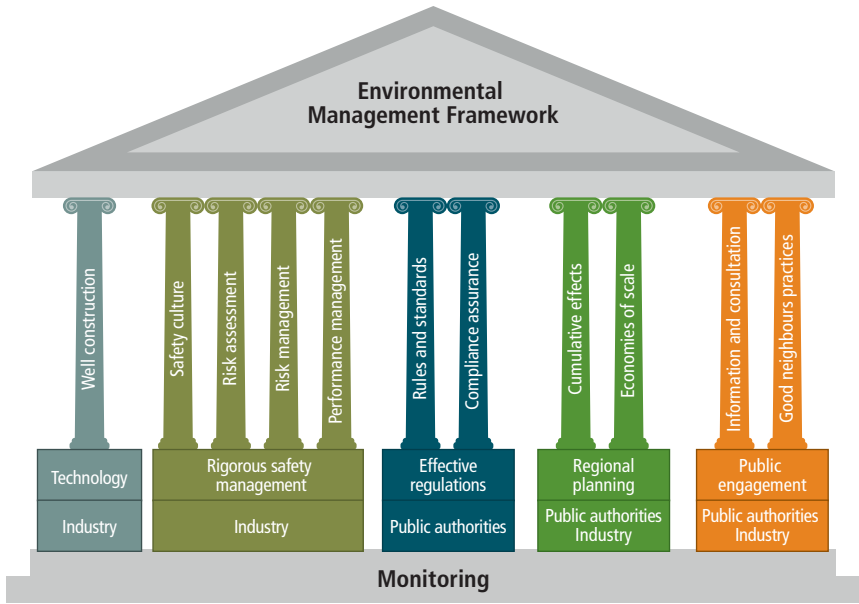 Environmental
Management Framework
Well construction
Safety culture
Risk assessment
Risk management
Performance management
Rules and standards
Compliance assurance
Cumulative effects
Economies of scale
Information and consultation
Good neighbours practices
Technology
Industry
Rigorous safety
management
Industry
Effective
regulations
Public authorities
Regional
planning
Public authorities
Industry
Public
engagement
Public authorities
Industry
Monitoring